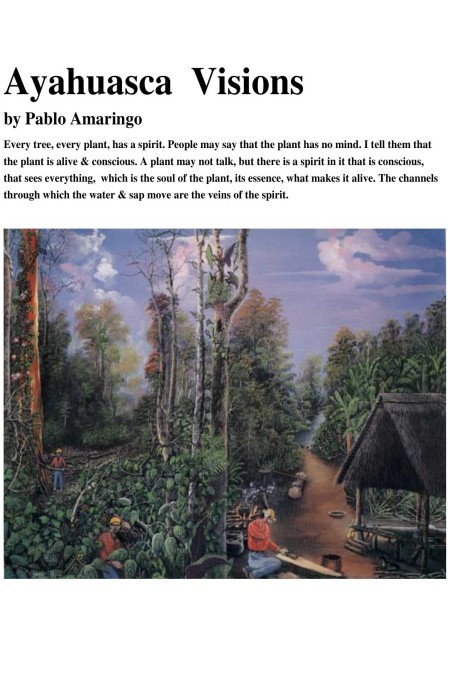 Ayahuasca Visions
by Pablo Amaringo
Every tree, every plant, has a spirit. People may say that the plant has no mind. I tell them that
the plant is alive & conscious. A plant may not talk, but there is a spirit in it that is conscious,
that sees everything, which is the soul of the plant, its essence, what makes it alive. The channels
through which the water & sap move are the veins of the spirit.